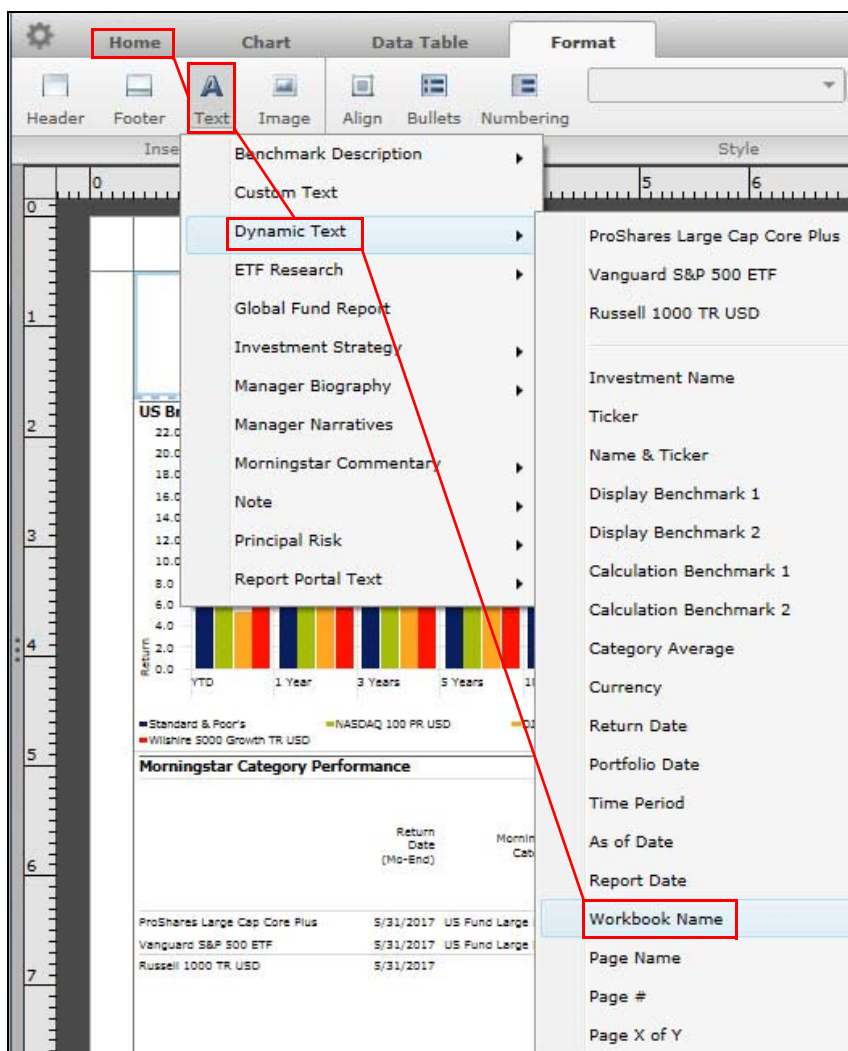 Home Chart Data Table Format
Header Footer Text Image Align Bullets Numbering
Style
0 5 6
0
1
2
3
4
5
6
7
Benchmark Description
Custom Text
Dynamic Text
ETF Research
Global Fund Report
Investment Strategy
Manager Biography
Manager Narratives
Morningstar Commentary
Note
Principal Risk
Report Portal Text
ProShares Large Cap Core Plus
Vanguard S&P 500 ETF
Russell 1000 TR USD
Investment Name
Ticker
Name & Ticker
Display Benchmark 1
Display Benchmark 2
Calculation Benchmark 1
Calculation Benchmark 2
Category Average
Currency
Return Date
Portfolio Date
Time Period
As of Date
Report Date
Workbook Name
Page Name
Page #
Page X of Y
US
22.0
20.0
18.0
16.0
14.0
12.0
10.0
8.0
6.0
4.0
2.0
0.0
Return
YTD 1 Year 3 Years 5 Years
Standard & Poor's NASDAQ 100 PR USD
Wilshire 5000 Growth TR USD
Morningstar Category Performance
Return
Date
(Mo-End)
ProShares Large Cap Core Plus 5/31/2017 US Fund Large
Vanguard S&P 500 ETF 5/31/2017 US Fund Large
Russell 1000 TR USD 5/31/2017